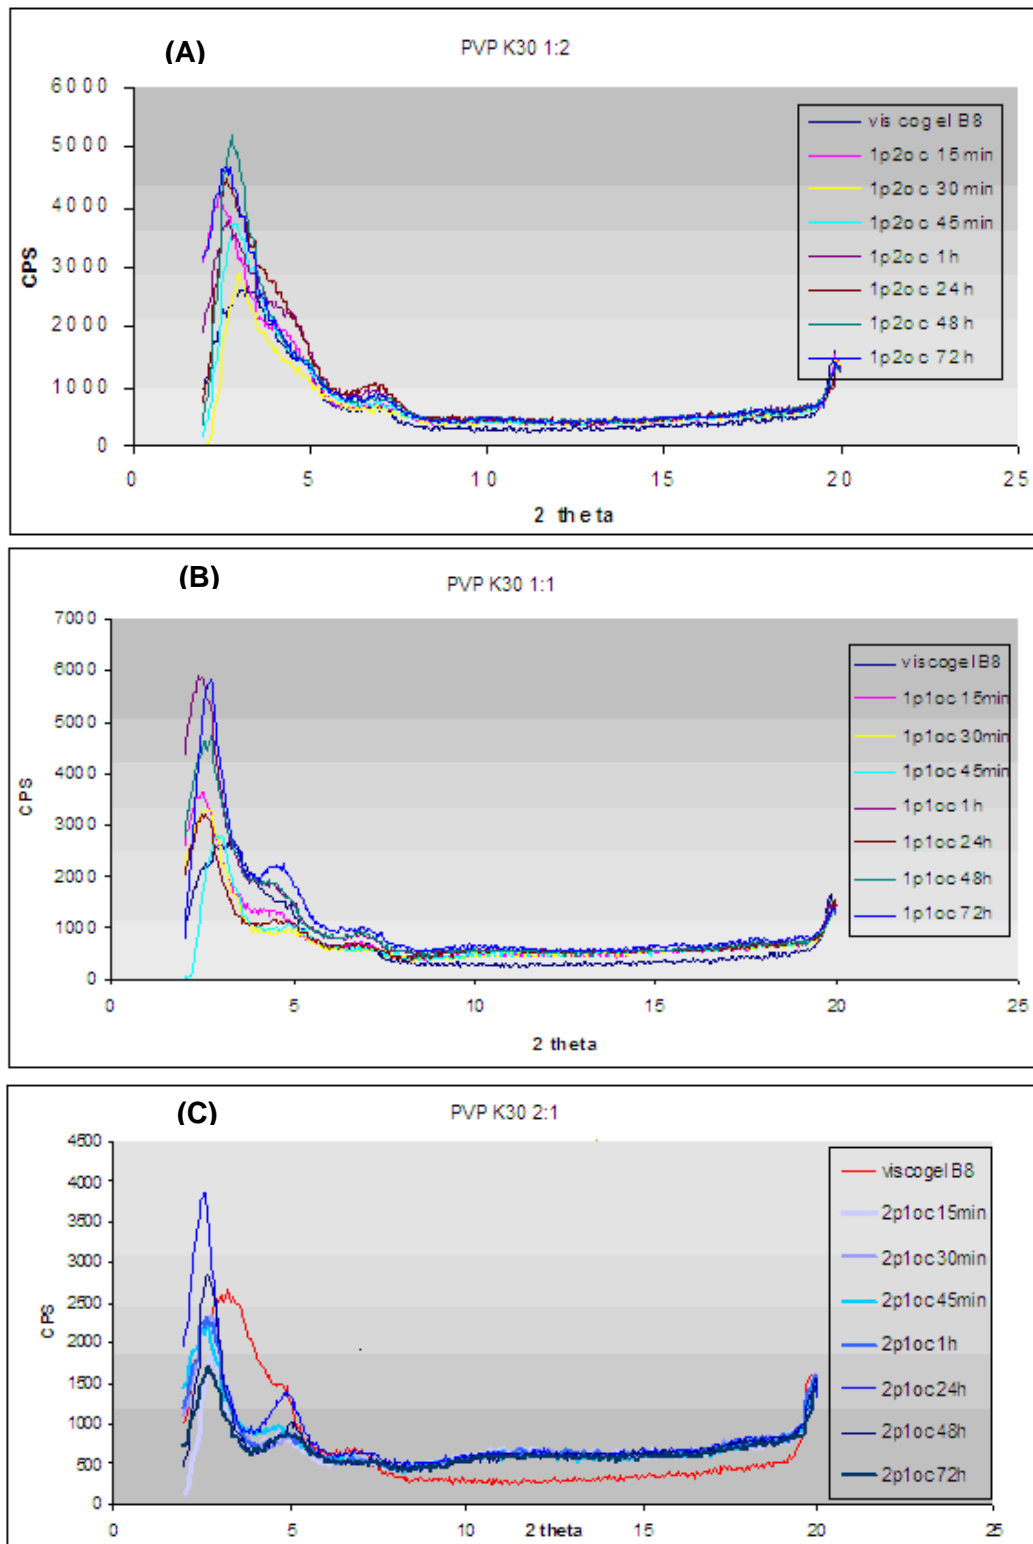 (A)
PVP K30 1:2
6000
5000
4000
3000
2000
1000
0
CPS
0 5 10 15 20 25
2 theta
viscogel B8
1p2oc 15min
1p2oc 30min
1p2oc 45min
1p2oc 1h
1p2oc 24h
1p2oc 48h
1p2oc 72h
(B)
PVP K30 1:1
7000
6000
5000
4000
3000
2000
1000
0
CPS
0 5 10 15 20 25
2 theta
viscogel B8
1p1oc 15min
1p1oc 30min
1p1oc 45min
1p1oc 1h
1p1oc 24h
1p1oc 48h
1p1oc 72h
(C)
PVP K30 2:1
4500
4000
3500
3000
2500
2000
1500
1000
500
0
CPS
0 5 10 15 20 25
2 theta
viscogel B8
2p1oc15min
2p1oc30min
2p1oc45min
2p1oc1h
2p1oc24h
2p1oc48h
2p1oc72h